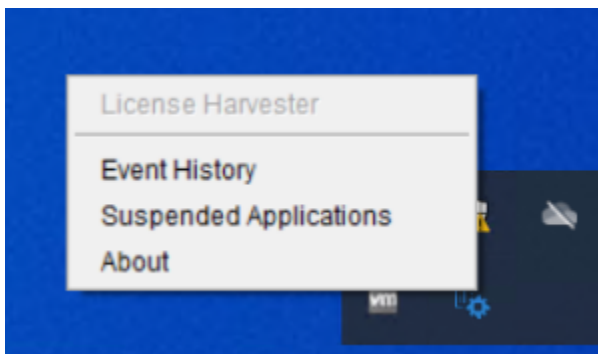 License Harvester
Event History
Suspended Applications
About
vm